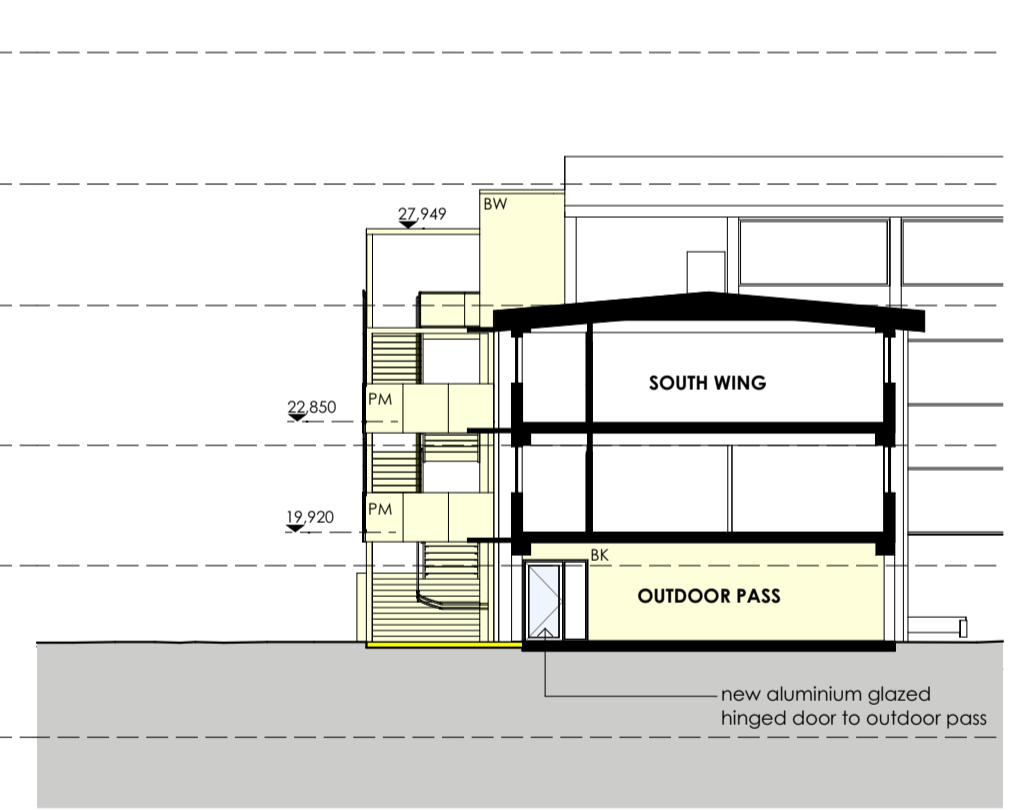 BW
27,949
SOUTH WING
PM
22,850
PM
19,920
BK
OUTDOOR PASS
new aluminium glazed
hinged door to outdoor pass